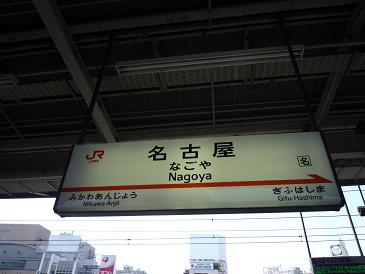 JR
名古屋
なごや
Nagoya
名
みかわあんじょう
Mikawa-Anjō
ぎふはしま
Gifu-Hashima